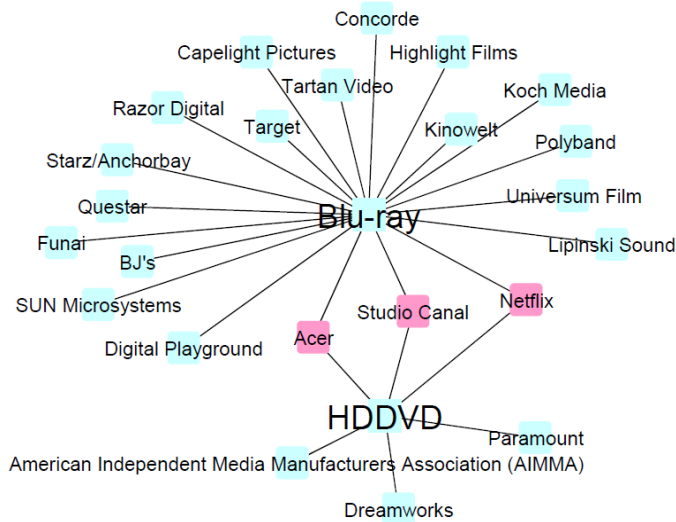 Concorde
Capelight Pictures
Highlight Films
Tartan Video
Koch Media
Razor Digital
Target
Kinowelt
Polyband
Starz/Anchorbay
Universum Film
Questar
Blu-ray
Funai
Lipinski Sound
BJ's
SUN Microsystems
Studio Canal
Netflix
Acer
Digital Playground
HDDVD
Paramount
American Independent Media Manufacturers Association (AIMMA)
Dreamworks